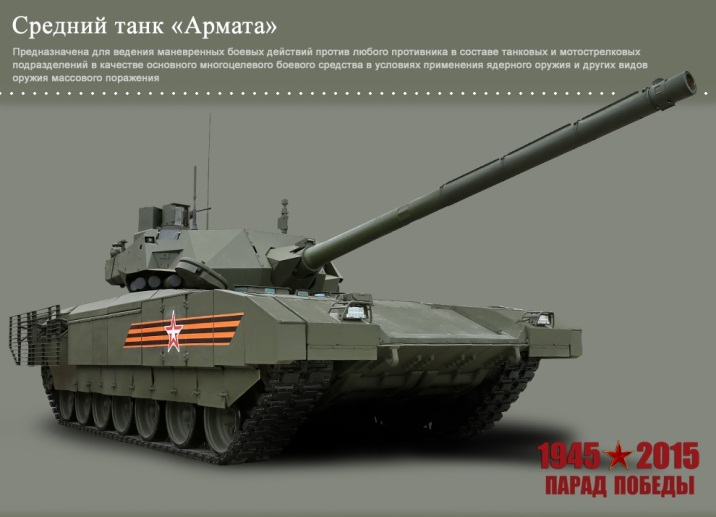 Средний танк «Армата»
Предназначена для ведения маневренных боевых действий против любого противника в составе танковых и мотострелковых
подразделений в качестве основного многоцелевого боевого средства в условиях применения ядерного оружия и других видов
оружия массового поражения
1945 ★ 2015
ПАРАД ПОБЕДЫ